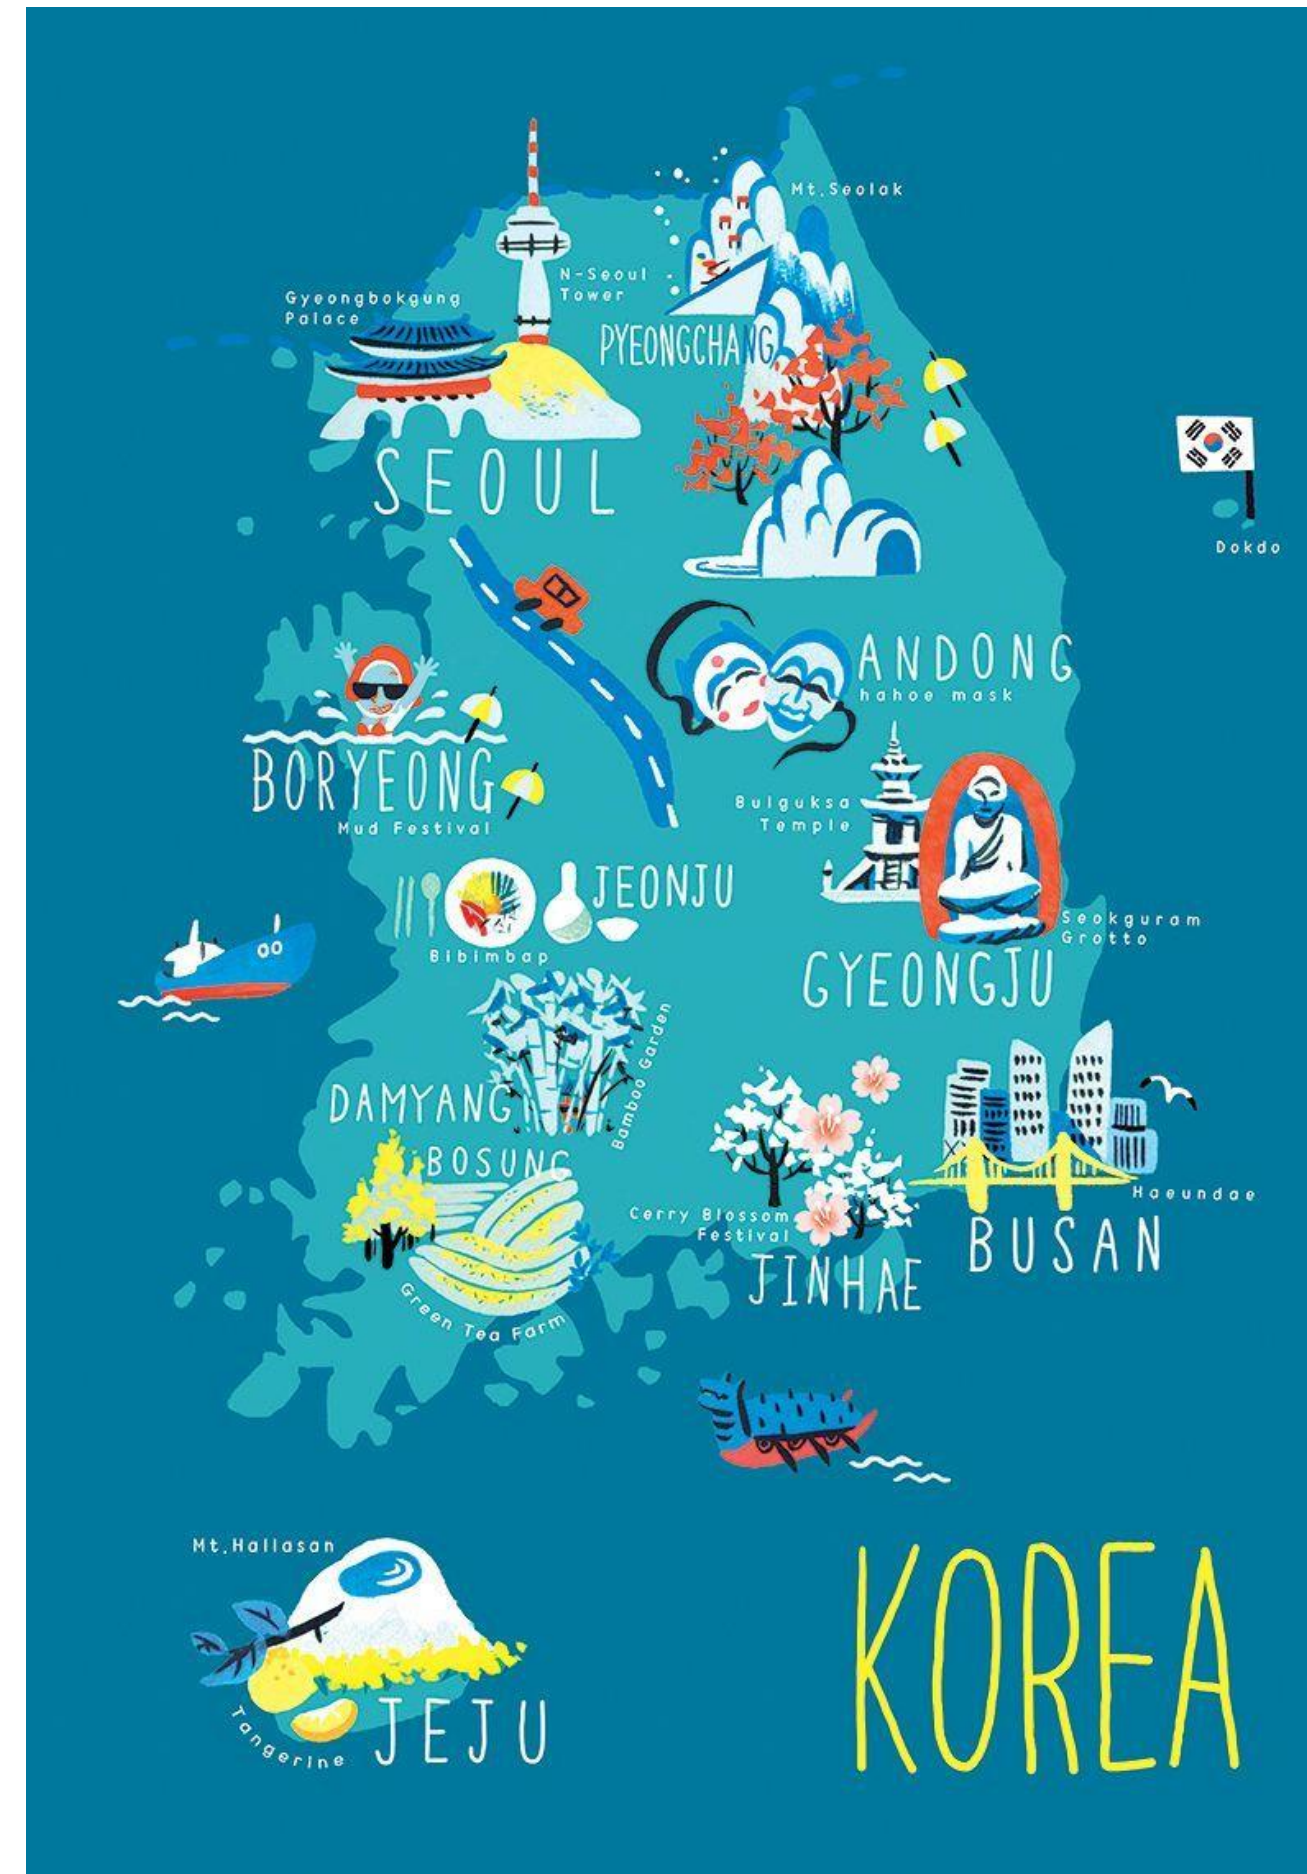 Mt.Seolak
N-Seoul
Tower
Gyeongbokgung
Palace
PYEONGCHANG
SEOUL
Dokdo
ANDONG
hahoe mask
BORYEONG
Mud Festival
Bulguksa
Temple
JEONJU
Bibimbap
Seokguram
Grotto
GYEONGJU
Bamboo Garden
DAMYANG
BOSUNG
Green Tea Farm
Cerry Blossom
Festival
JINHAE
Haeundae
BUSAN
Mt.Hallasan
Tangerine
JEJU
KOREA